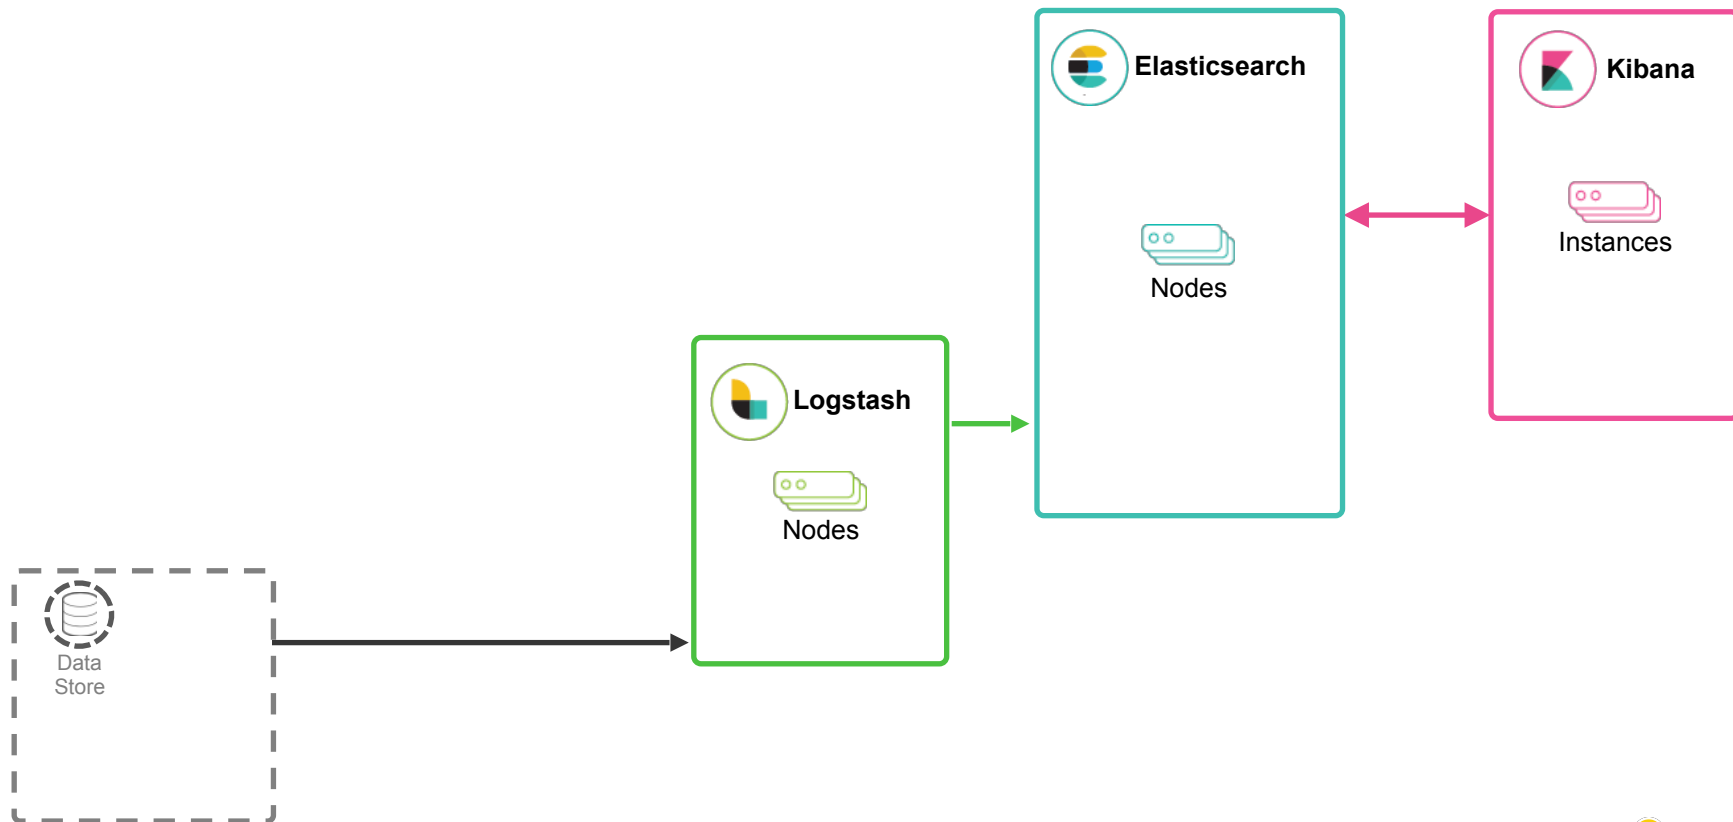 Elasticsearch
Kibana
Instances
Nodes
Logstash
Nodes
Data
Store